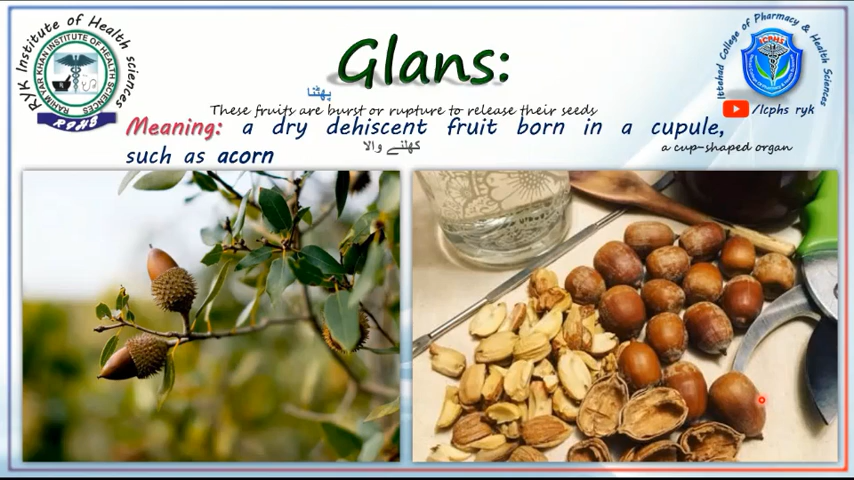 Glans:
پھٹنا
These fruits are burst or rupture to release their seeds
Meaning: a dry dehiscent fruit born in a cupule,
کھلنے والا
a cup-shaped organ
such as acorn
RYK Institute of Health sciences
RAHIM YAR KHAN INSTITUTE OF HEALTH SCIENCES
RIHS
Ittehad College of Pharmacy & Health Sciences
ICPHS
/Icphs ryk